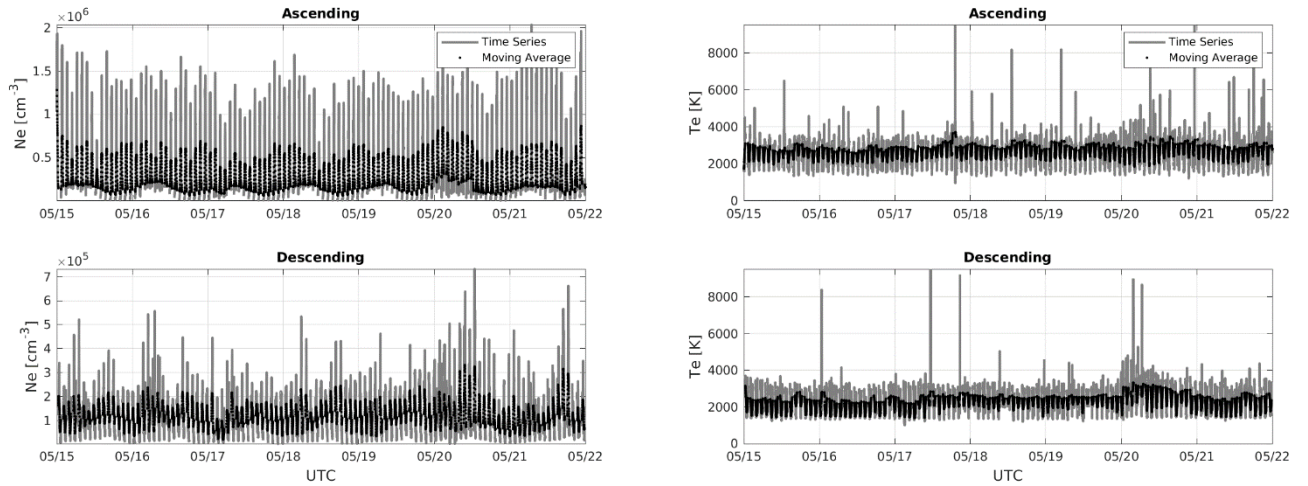 Ascending
×10⁶
2
1.5
1
0.5
Ne [cm⁻³]
Time Series
Moving Average
05/15 05/16 05/17 05/18 05/19 05/20 05/21 05/22
Ascending
8000
6000
4000
2000
0
Te [K]
Time Series
Moving Average
05/15 05/16 05/17 05/18 05/19 05/20 05/21 05/22
Descending
×10⁵
7
6
5
4
3
2
1
Ne [cm⁻³]
05/15 05/16 05/17 05/18 05/19 05/20 05/21 05/22
UTC
Descending
8000
6000
4000
2000
0
Te [K]
05/15 05/16 05/17 05/18 05/19 05/20 05/21 05/22
UTC